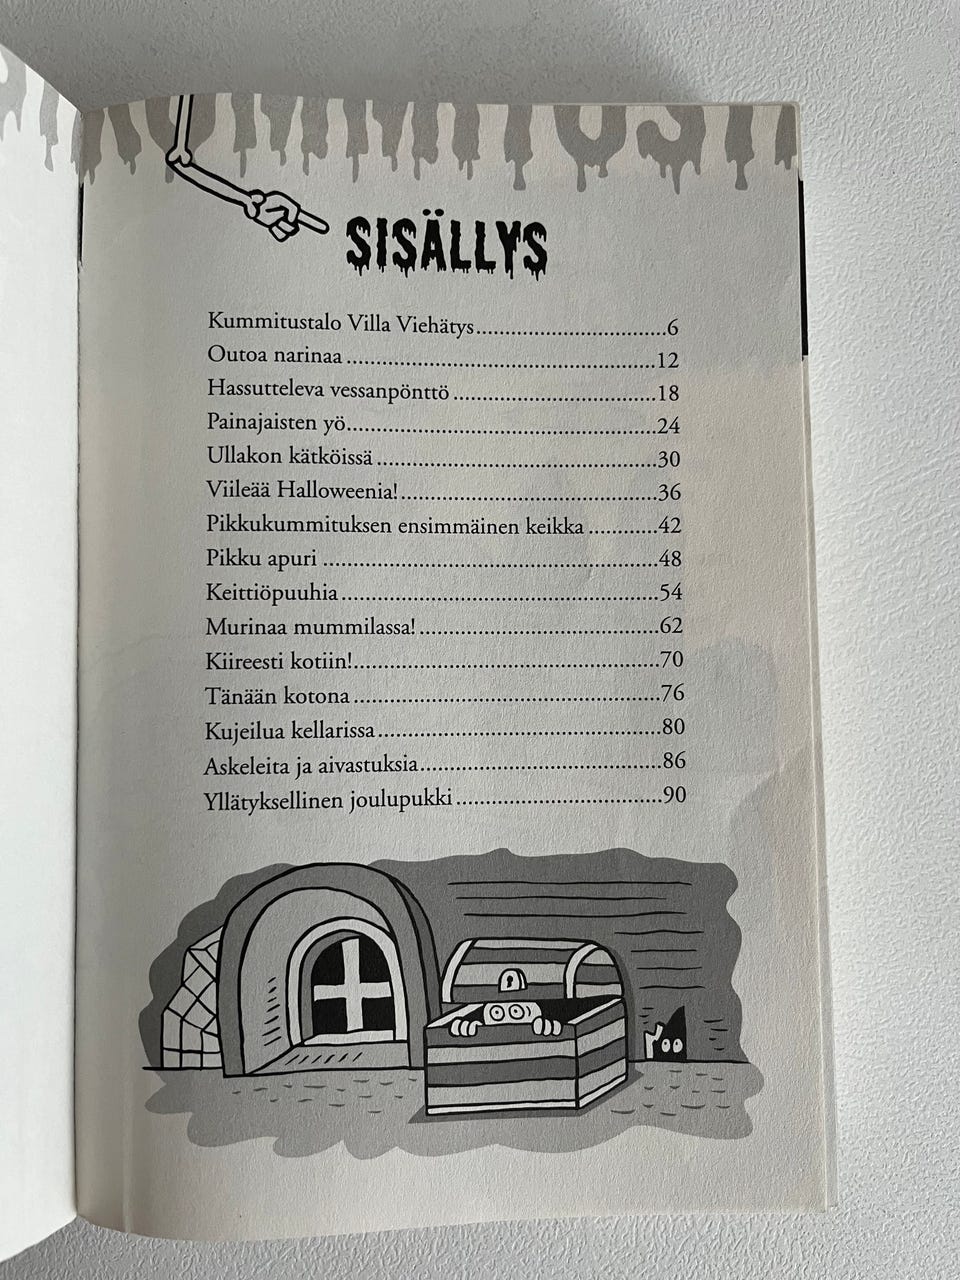 SISÄLLYS
Kummitustalo Villa Viehätys..................................6
Outoa narinaa......................................................12
Hassutteleva vessanpönttö...................................18
Painajaisten yö.....................................................24
Ullakon kätköissä.................................................30
Viileää Halloweenia!.............................................36
Pikkukummituksen ensimmäinen keikka............42
Pikku apuri..........................................................48
Keittiöpuuhia.......................................................54
Murinaa mummilassa!..........................................62
Kiireesti kotiin!.....................................................70
Tänään kotona.....................................................76
Kujeilua kellarissa.................................................80
Askeleita ja aivastuksia..........................................86
Yllätyksellinen joulupukki....................................90